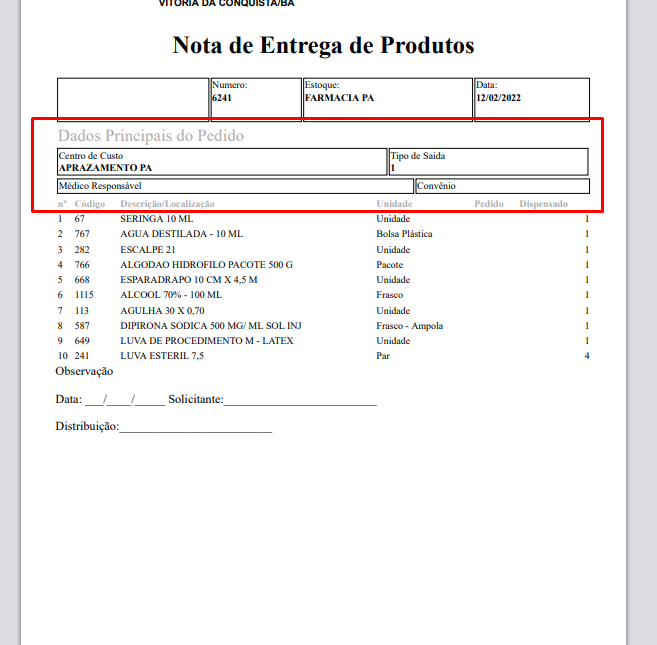 VITORIA DA CONQUISTA/BA
Nota de Entrega de Produtos
Numero: Estoque: Data:
6241 FARMACIA PA 12/02/2022
Dados Principais do Pedido
Centro de Custo Tipo de Saida
APRAZAMENTO PA 1
Médico Responsável Convênio
nº Código Descrição/Localização Unidade Pedido Dispensado
1 67 SERINGA 10 ML Unidade 1
2 767 AGUA DESTILADA - 10 ML Bolsa Plástica 1
3 282 ESCALPE 21 Unidade 1
4 766 ALGODAO HIDROFILO PACOTE 500 G Pacote 1
5 668 ESPARADRAPO 10 CM X 4,5 M Unidade 1
6 1115 ALCOOL 70% - 100 ML Frasco 1
7 113 AGULHA 30 X 0,70 Unidade 1
8 587 DIPIRONA SODICA 500 MG/ ML SOL INJ Frasco - Ampola 1
9 649 LUVA DE PROCEDIMENTO M - LATEX Unidade 1
10 241 LUVA ESTERIL 7,5 Par 4
Observação
Data: ___/____/_____ Solicitante:_________________________
Distribuição:_________________________